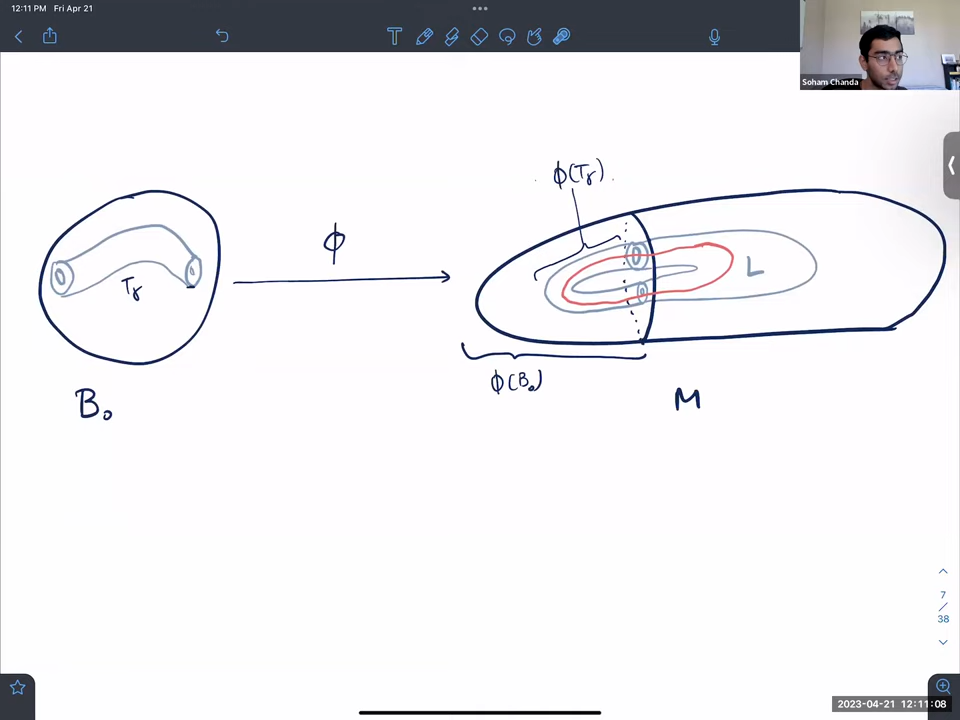 12:11 PM Fri Apr 21
Soham Chanda
ϕ(T_γ)
ϕ
T_γ
L
ϕ(B₀)
B₀
M
7
/
38
2023-04-21 12:11:08